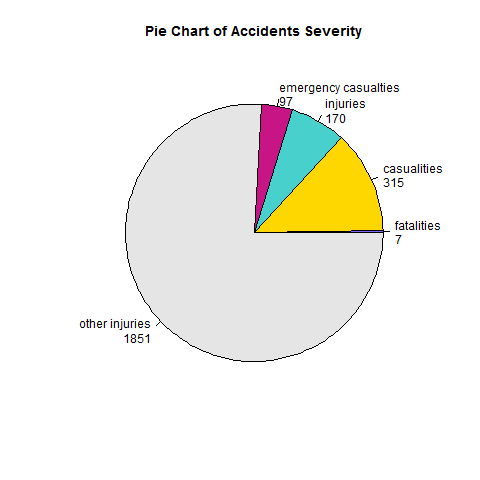 Pie Chart of Accidents Severity
emergency casualties
97
injuries
170
casualities
315
fatalities
7
other injuries
1851